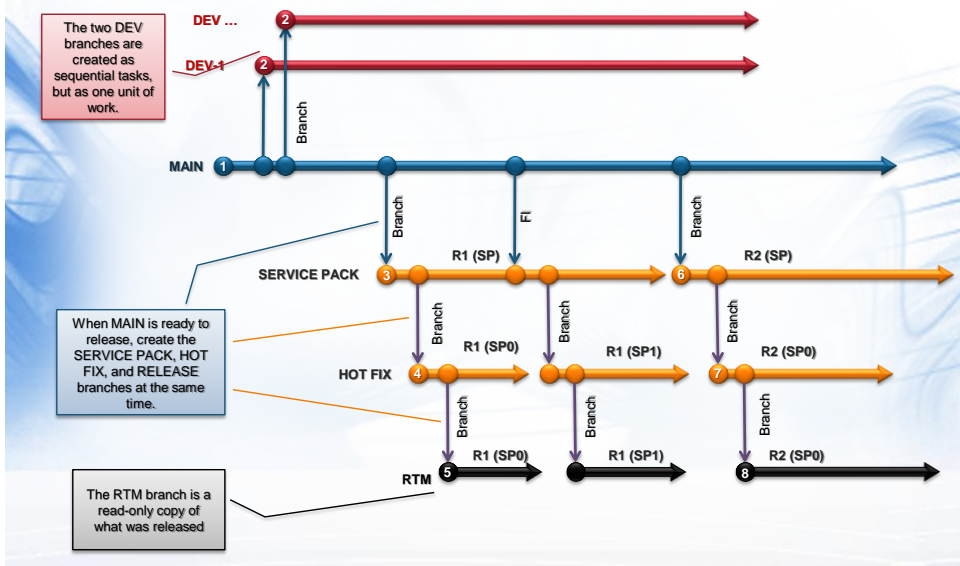 DEV ...
2
The two DEV
branches are
created as
sequential tasks,
but as one unit of
work.
DEV-1
2
Branch
MAIN
1
Branch
FI
Branch
SERVICE PACK
3
R1 (SP)
6
R2 (SP)
When MAIN is ready to
release, create the
SERVICE PACK, HOT
FIX, and RELEASE
branches at the same
time.
Branch
Branch
Branch
HOT FIX
4
R1 (SP0)
R1 (SP1)
7
R2 (SP0)
Branch
Branch
Branch
RTM
5
R1 (SP0)
R1 (SP1)
8
R2 (SP0)
The RTM branch is a
read-only copy of
what was released